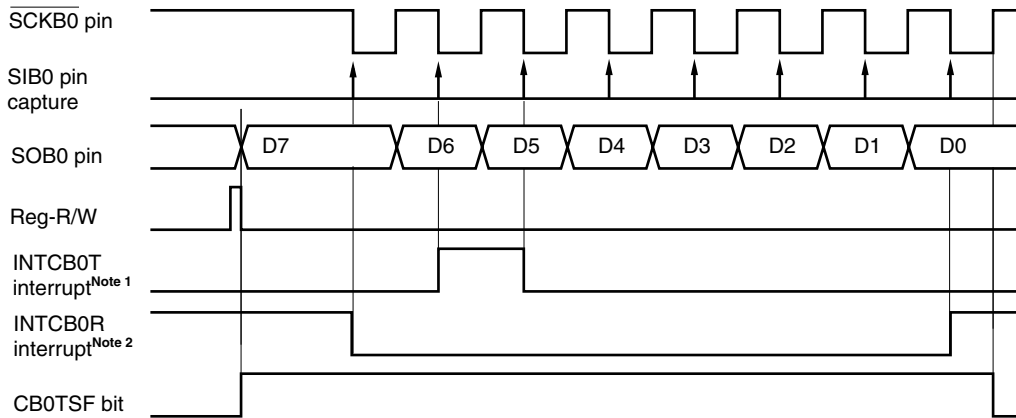 SCKB0 pin
SIB0 pin
capture
SOB0 pin
D7 D6 D5 D4 D3 D2 D1 D0
Reg-R/W
INTCB0T
interruptNote 1
INTCB0R
interruptNote 2
CB0TSF bit